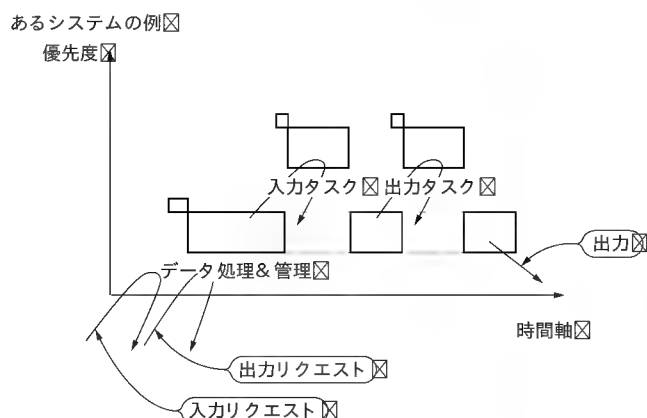 あるシステムの例
優先度
入力タスク 出力タスク
出力
データ処理&管理
時間軸
出力リクエスト
入力リクエスト